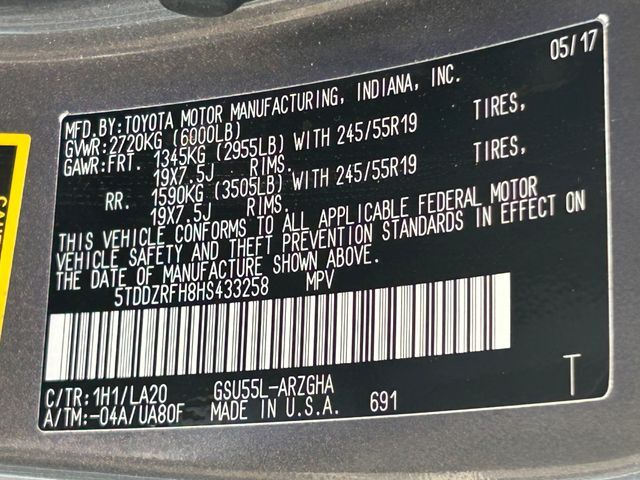 05/17
MFD.BY:TOYOTA MOTOR MANUFACTURING, INDIANA, INC.
GVWR:2720KG (6000LB)
GAWR:FRT. 1345KG (2955LB) WITH 245/55R19 TIRES,
19X7.5J RIMS.
RR. 1590KG (3505LB) WITH 245/55R19 TIRES,
19X7.5J RIMS.
THIS VEHICLE CONFORMS TO ALL APPLICABLE FEDERAL MOTOR
VEHICLE SAFETY AND THEFT PREVENTION STANDARDS IN EFFECT ON
THE DATE OF MANUFACTURE SHOWN ABOVE.
5TDDZRFH8HS433258 MPV
C/TR:1H1/LA20 GSU55L-ARZGHA
A/TM:-04A/UA80F MADE IN U.S.A. 691
T